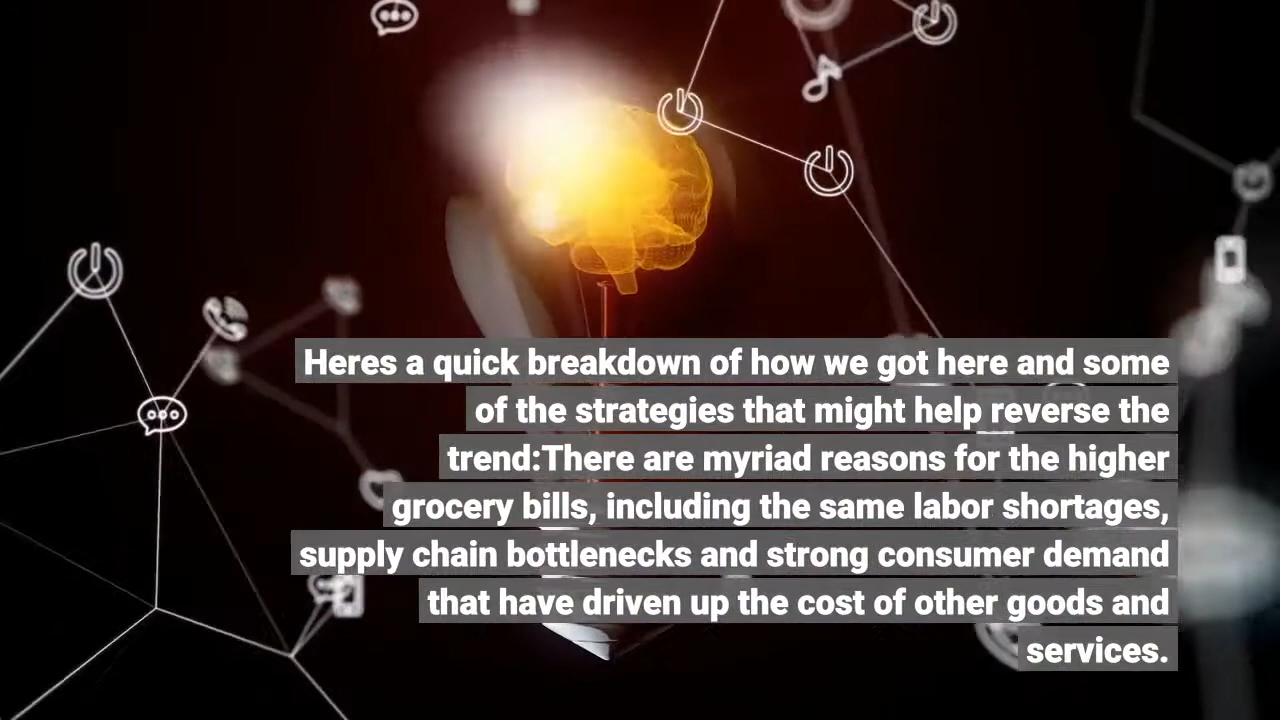 Heres a quick breakdown of how we got here and some
of the strategies that might help reverse the
trend:There are myriad reasons for the higher
grocery bills, including the same labor shortages,
supply chain bottlenecks and strong consumer demand
that have driven up the cost of other goods and
services.